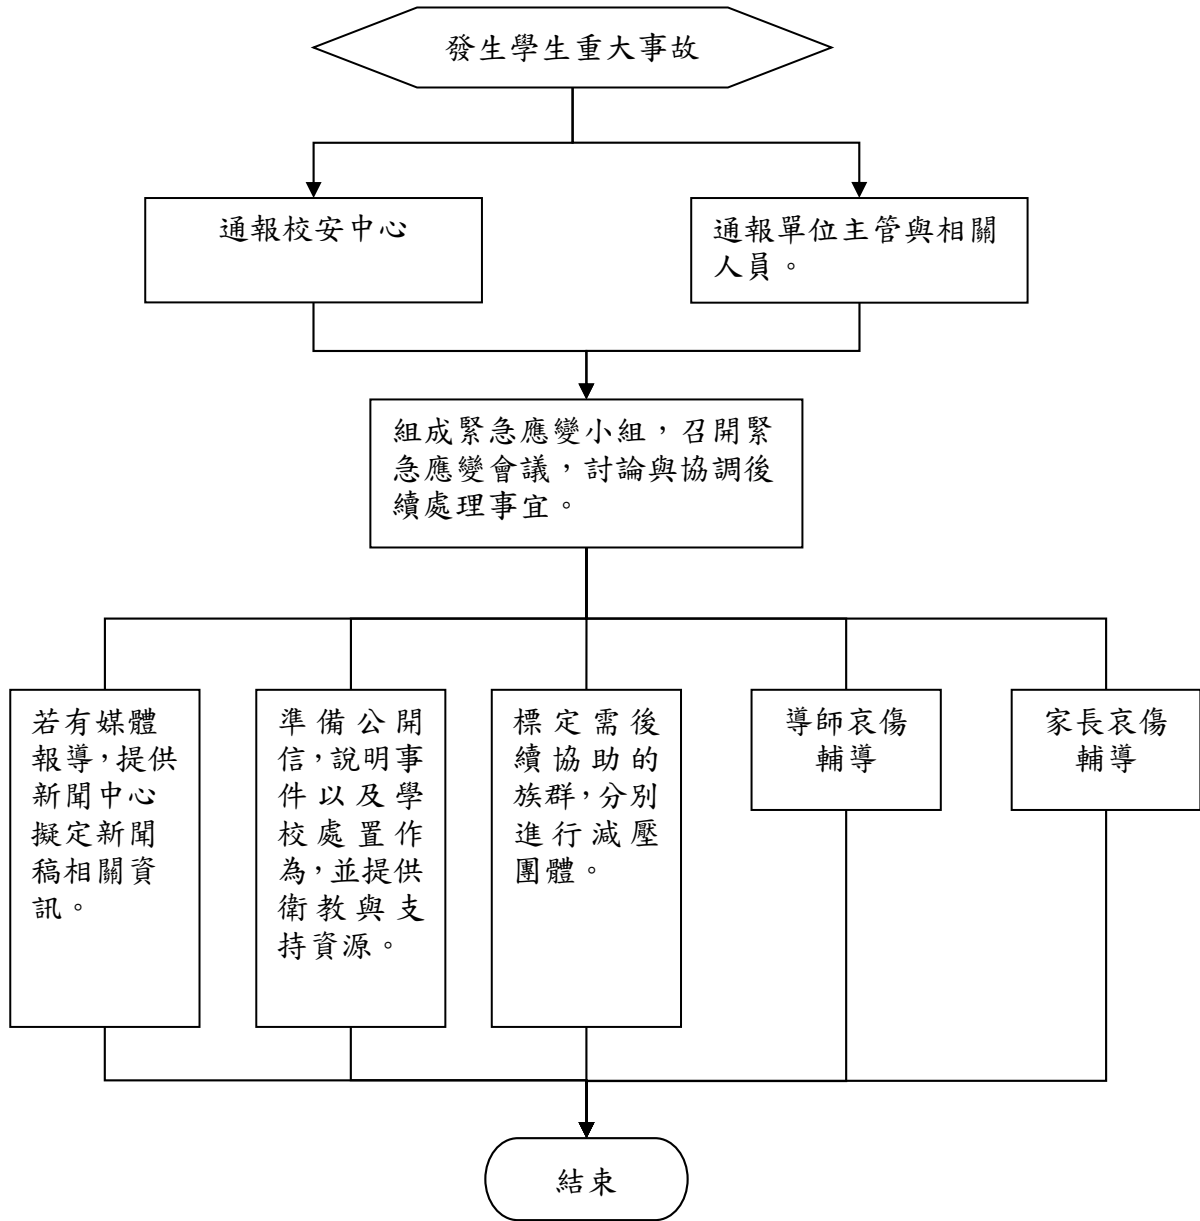 發生學生重大事故
通報校安中心
通報單位主管與相關
人員。
組成緊急應變小組，召開緊
急應變會議，討論與協調後
續處理事宜。
若有媒體
報導，提供
新聞中心
擬定新聞
稿相關資
訊。
準備公開
信，說明事
件以及學
校處置作
為，並提供
衛教與支
持資源。
標定需後
續協助的
族群，分別
進行減壓
團體。
導師哀傷
輔導
家長哀傷
輔導
結束